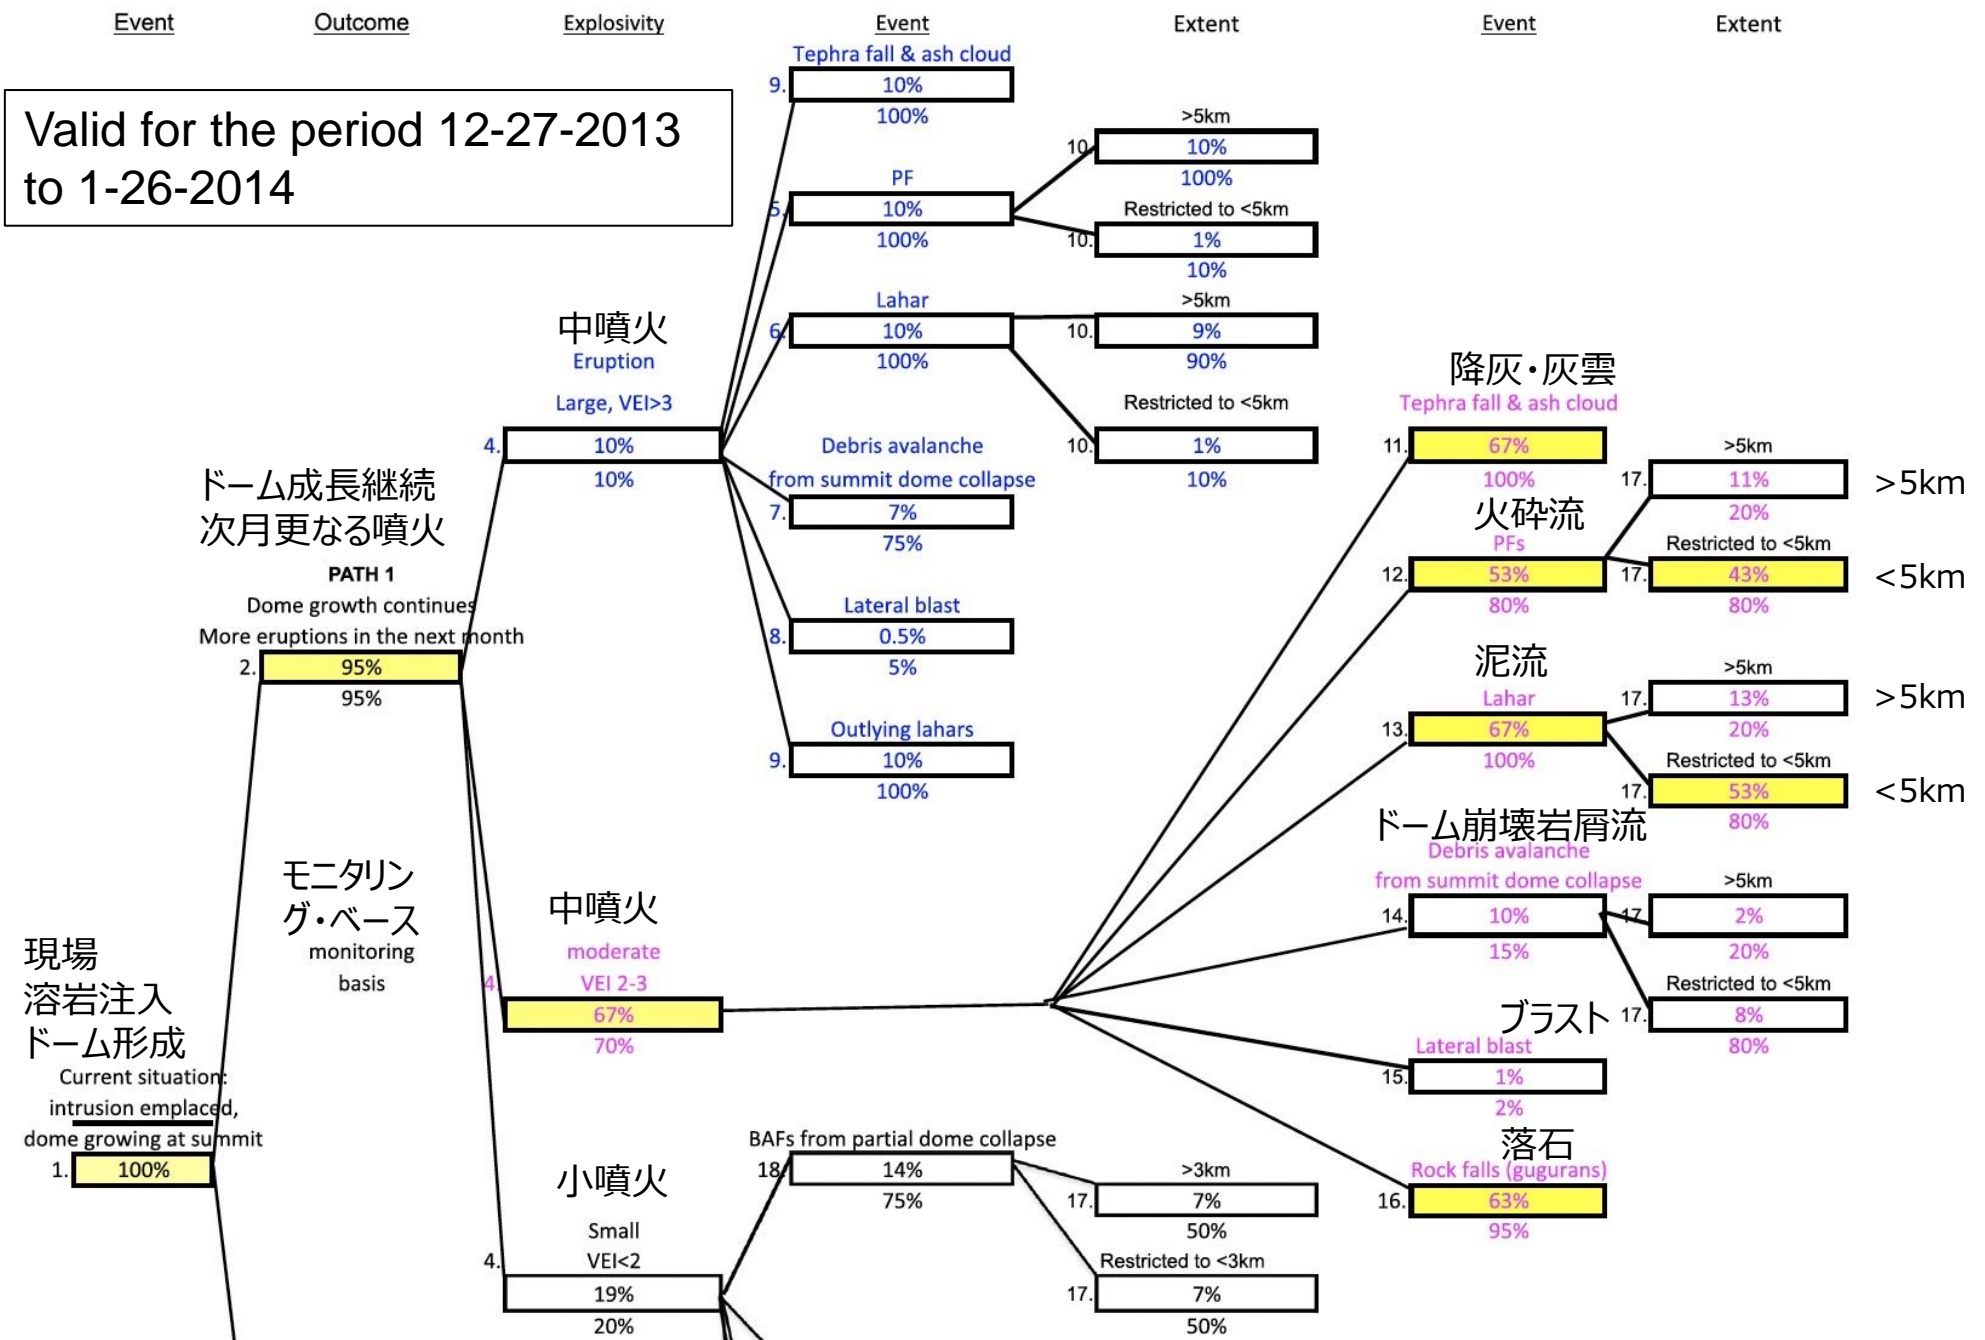 Event
Outcome
Explosivity
Event
Extent
Event
Extent
Valid for the period 12-27-2013
to 1-26-2014
現場
溶岩注入
ドーム形成
Current situation:
intrusion emplaced,
dome growing at summit
1.
100%
ドーム成長継続
次月更なる噴火
PATH 1
Dome growth continues
More eruptions in the next month
2.
95%
95%
モニタリン
グ・ベース
monitoring
basis
中噴火
Eruption
Large, VEI>3
4.
10%
10%
中噴火
moderate
VEI 2-3
4.
67%
70%
小噴火
Small
VEI<2
4.
19%
20%
Tephra fall & ash cloud
9.
10%
100%
PF
5.
10%
100%
Lahar
6.
10%
100%
Debris avalanche
from summit dome collapse
7.
7%
75%
Lateral blast
8.
0.5%
5%
Outlying lahars
9.
10%
100%
BAFs from partial dome collapse
18.
14%
75%
>5km
10.
10%
100%
Restricted to <5km
10.
1%
10%
>5km
10.
9%
90%
Restricted to <5km
10.
1%
10%
>3km
17.
7%
50%
Restricted to <3km
17.
7%
50%
降灰・灰雲
Tephra fall & ash cloud
11.
67%
100%
火砕流
PFs
12.
53%
80%
泥流
Lahar
13.
67%
100%
ドーム崩壊岩屑流
Debris avalanche
from summit dome collapse
14.
10%
15%
ブラスト
Lateral blast
15.
1%
2%
落石
Rock falls (gugurans)
16.
63%
95%
>5km
17.
11%
20%
>5km
Restricted to <5km
17.
43%
80%
<5km
>5km
17.
13%
20%
>5km
Restricted to <5km
17.
53%
80%
<5km
>5km
17.
2%
20%
Restricted to <5km
17.
8%
80%